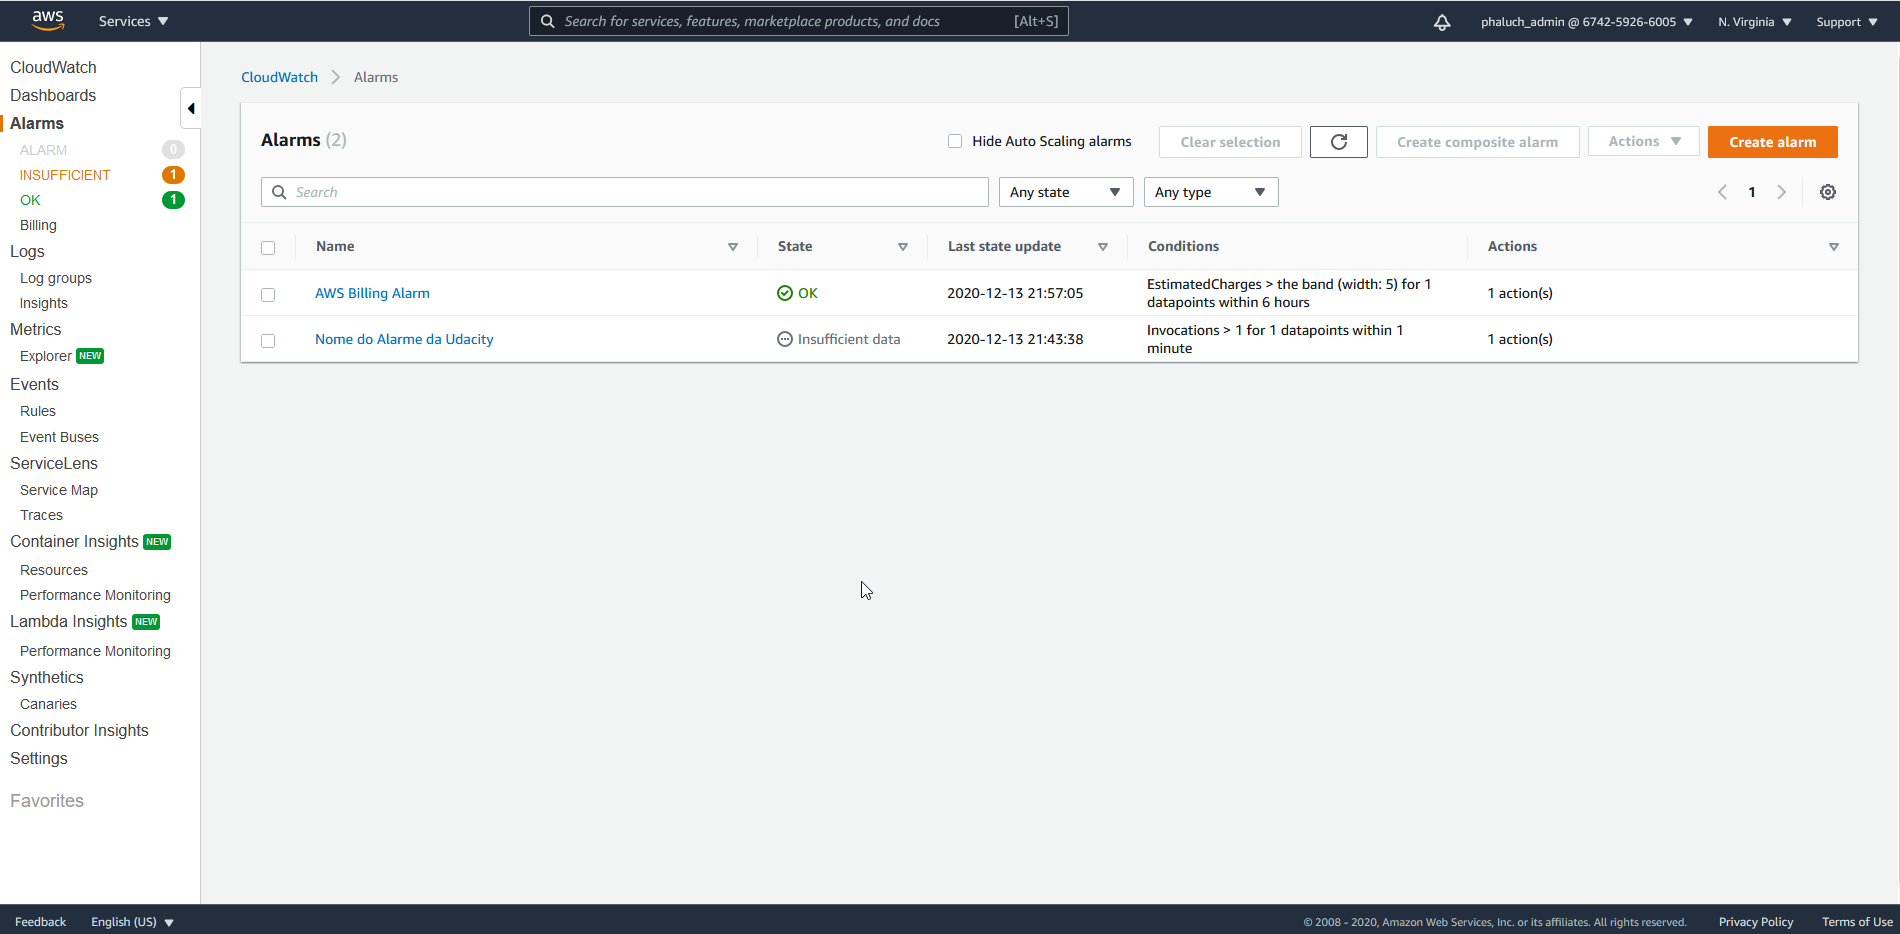 aws
Services
Search for services, features, marketplace products, and docs [Alt+S]
phaluch_admin @ 6742-5926-6005
N. Virginia
Support
CloudWatch
Dashboards
Alarms
ALARM 0
INSUFFICIENT 1
OK 1
Billing
Logs
Log groups
Insights
Metrics
Explorer NEW
Events
Rules
Event Buses
ServiceLens
Service Map
Traces
Container Insights NEW
Resources
Performance Monitoring
Lambda Insights NEW
Performance Monitoring
Synthetics
Canaries
Contributor Insights
Settings
Favorites
CloudWatch Alarms
Alarms (2)
Hide Auto Scaling alarms
Clear selection
Create composite alarm
Actions
Create alarm
Search
Any state
Any type
1
Name State Last state update Conditions Actions
AWS Billing Alarm OK 2020-12-13 21:57:05 EstimatedCharges > the band (width: 5) for 1
datapoints within 6 hours
1 action(s)
Nome do Alarme da Udacity Insufficient data 2020-12-13 21:43:38 Invocations > 1 for 1 datapoints within 1
minute
1 action(s)
Feedback
English (US)
© 2008 - 2020, Amazon Web Services, Inc. or its affiliates. All rights reserved.
Privacy Policy
Terms of Use